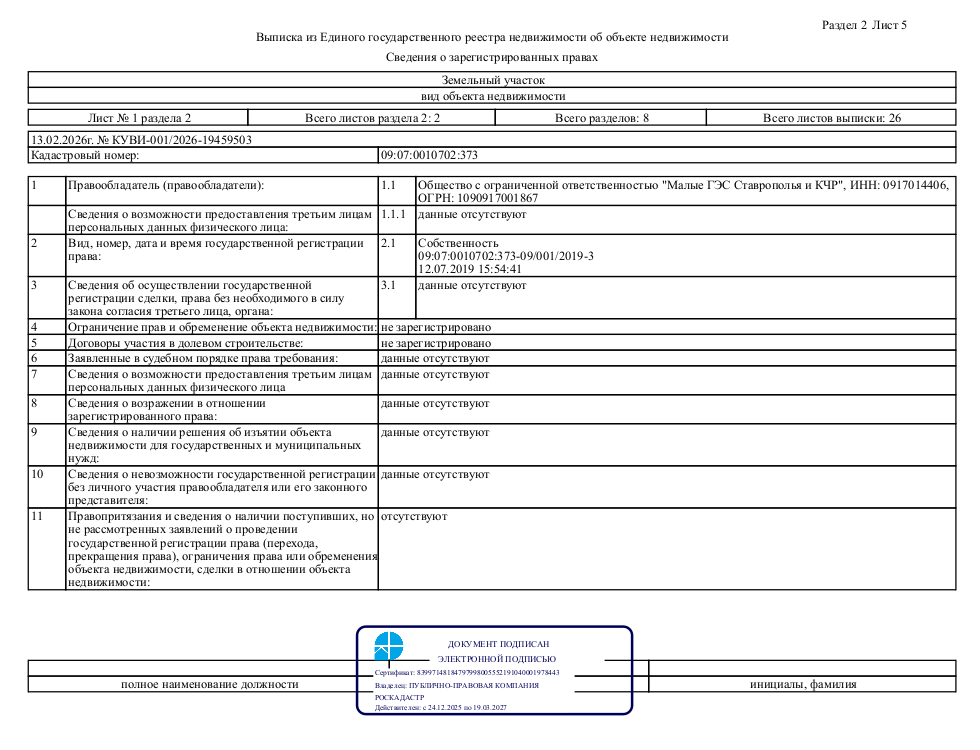 Раздел 2 Лист 5
Выписка из Единого государственного реестра недвижимости об объекте недвижимости
Сведения о зарегистрированных правах
Земельный участок
вид объекта недвижимости
Лист № 1 раздела 2 Всего листов раздела 2: 2 Всего разделов: 8 Всего листов выписки: 26
13.02.2026г. № КУВИ-001/2026-19459503
Кадастровый номер: 09:07:0010702:373
1 Правообладатель (правообладатели): 1.1 Общество с ограниченной ответственностью "Малые ГЭС Ставрополья и КЧР", ИНН: 0917014406,
ОГРН: 1090917001867
Сведения о возможности предоставления третьим лицам 1.1.1 данные отсутствуют
персональных данных физического лица:
2 Вид, номер, дата и время государственной регистрации 2.1 Собственность
права: 09:07:0010702:373-09/001/2019-3
12.07.2019 15:54:41
3 Сведения об осуществлении государственной 3.1 данные отсутствуют
регистрации сделки, права без необходимого в силу
закона согласия третьего лица, органа:
4 Ограничение прав и обременение объекта недвижимости: не зарегистрировано
5 Договоры участия в долевом строительстве: не зарегистрировано
6 Заявленные в судебном порядке права требования: данные отсутствуют
7 Сведения о возможности предоставления третьим лицам данные отсутствуют
персональных данных физического лица
8 Сведения о возражении в отношении данные отсутствуют
зарегистрированного права:
9 Сведения о наличии решения об изъятии объекта данные отсутствуют
недвижимости для государственных и муниципальных
нужд:
10 Сведения о невозможности государственной регистрации данные отсутствуют
без личного участия правообладателя или его законного
представителя:
11 Правопритязания и сведения о наличии поступивших, но отсутствуют
не рассмотренных заявлений о проведении
государственной регистрации права (перехода,
прекращения права), ограничения права или обременения
объекта недвижимости, сделки в отношении объекта
недвижимости:
ДОКУМЕНТ ПОДПИСАН
ЭЛЕКТРОННОЙ ПОДПИСЬЮ
Сертификат: 83997148184797998005552191040001978443
Владелец: ПУБЛИЧНО-ПРАВОВАЯ КОМПАНИЯ
РОСКАДАСТР
Действителен: с 24.12.2025 по 19.03.2027
полное наименование должности инициалы, фамилия